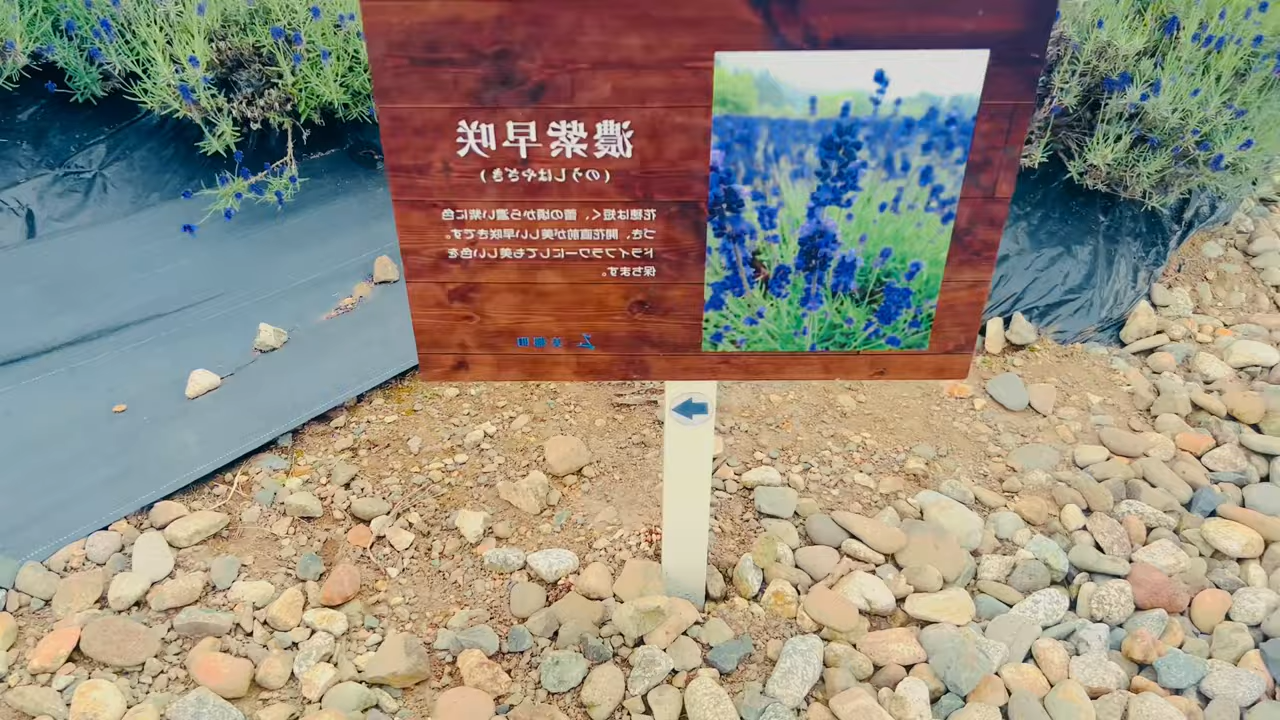 濃紫早咲
(のうしはやざき)
花穂は短く、蕾の頃から濃い紫に色
づき、開花直前が美しい早咲きです。
ドライフラワーにしても美しい色を
保ちます。